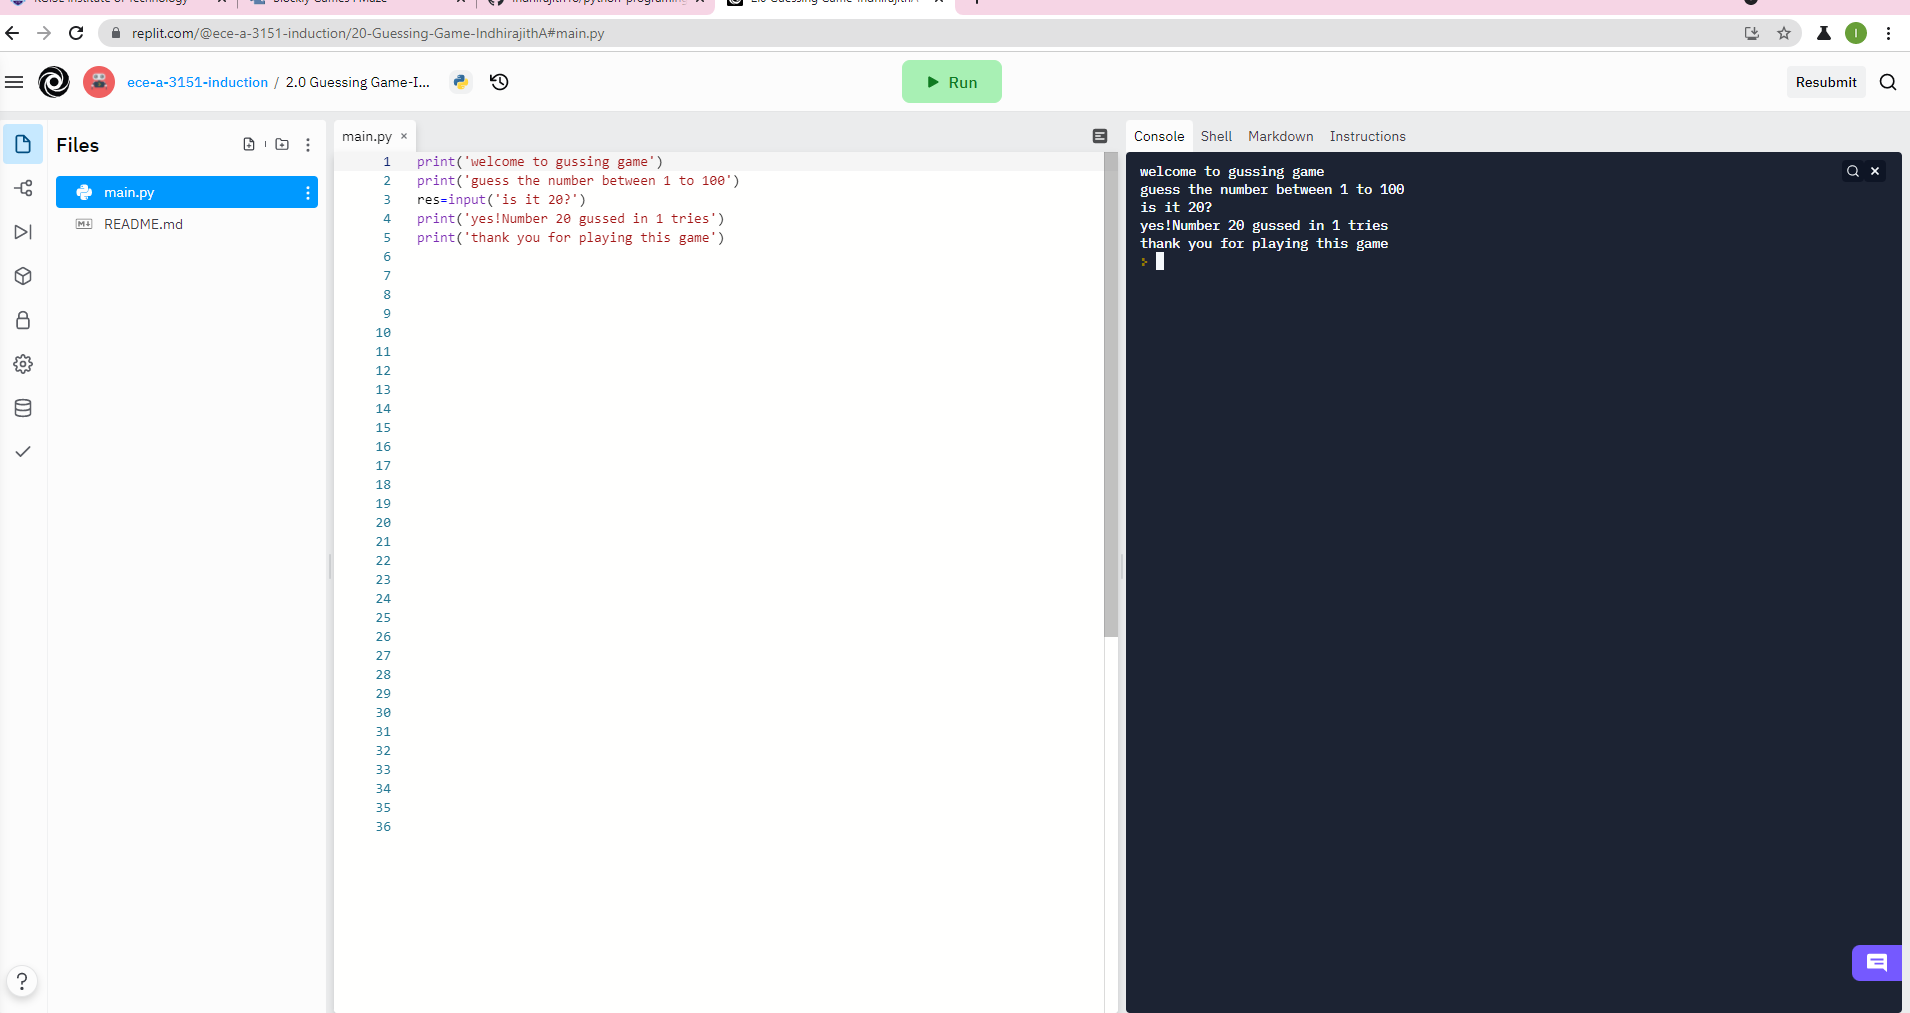 replit.com/@ece-a-3151-induction/20-Guessing-Game-IndhirajithA#main.py
I
ece-a-3151-induction / 2.0 Guessing Game-I...
Run
Resubmit
Files
main.py
README.md
main.py
1 print('welcome to gussing game')
2 print('guess the number between 1 to 100')
3 res=input('is it 20?')
4 print('yes!Number 20 gussed in 1 tries')
5 print('thank you for playing this game')
6
7
8
9
10
11
12
13
14
15
16
17
18
19
20
21
22
23
24
25
26
27
28
29
30
31
32
33
34
35
36
Console Shell Markdown Instructions
welcome to gussing game
guess the number between 1 to 100
is it 20?
yes!Number 20 gussed in 1 tries
thank you for playing this game
?